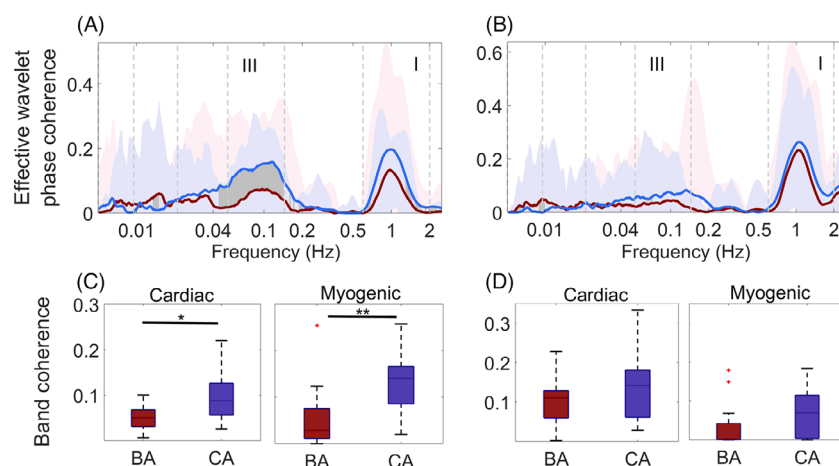 (A)
(B)
Effective wavelet
phase coherence
III
I
III
I
0.4
0.2
0
0.6
0.4
0.2
0
0.01
0.04
0.1
0.2
0.5
1
2
0.01
0.04
0.1
0.2
0.5
1
2
Frequency (Hz)
Frequency (Hz)
(C)
(D)
Cardiac
Myogenic
Cardiac
Myogenic
Band coherence
0.3
0.1
*
**
0.3
0.2
0.1
BA
CA
BA
CA
BA
CA
BA
CA